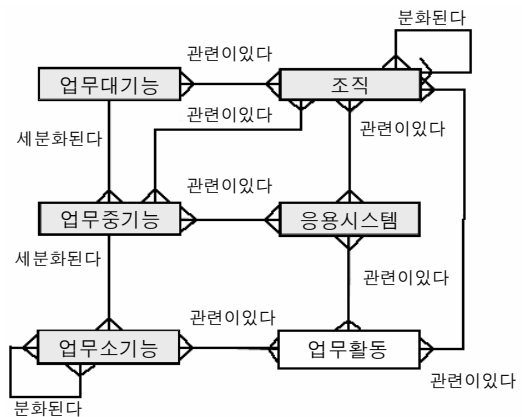 분화된다
관련이있다
업무대기능
조직
관련이있다
관련이있다
세분화된다
관련이있다
업무중기능
응용시스템
세분화된다
관련이있다
관련이있다
업무소기능
업무활동
관련이있다
분화된다